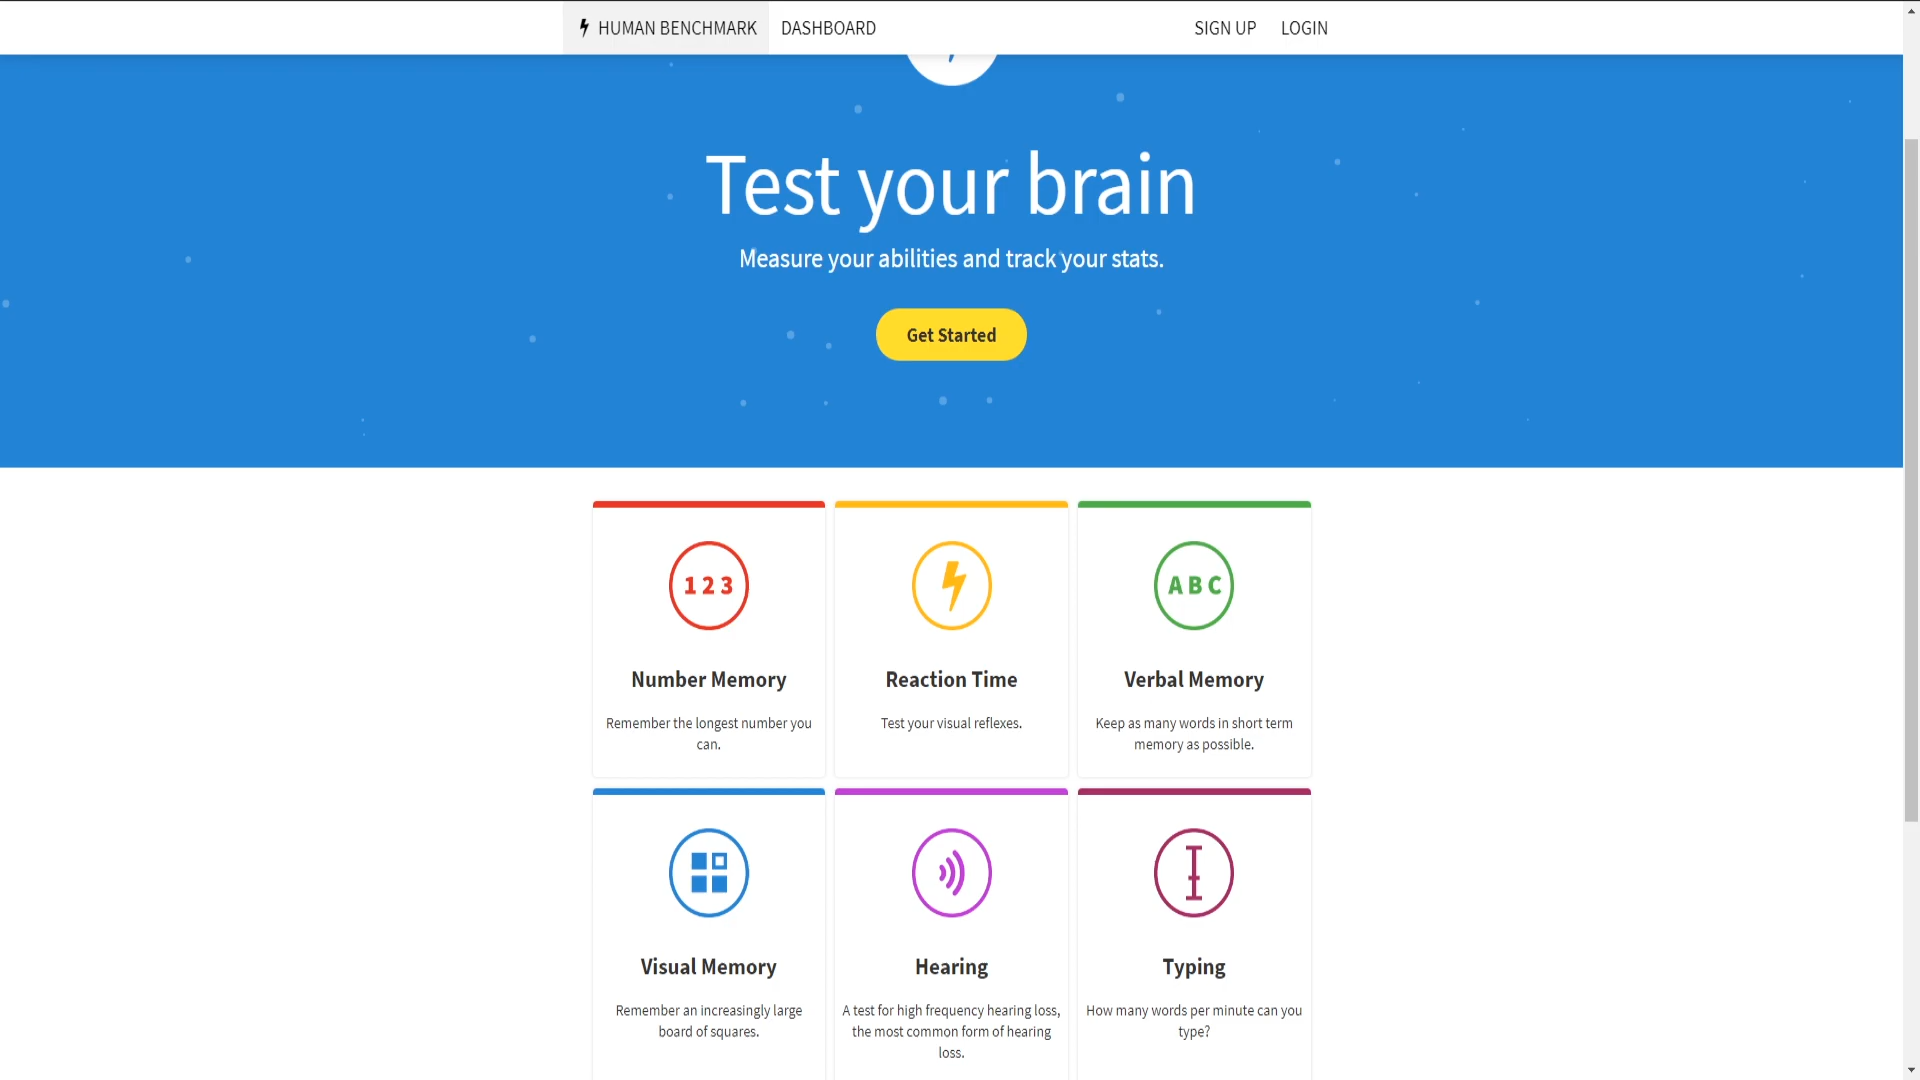 HUMAN BENCHMARK DASHBOARD SIGN UP LOGIN
Test your brain
Measure your abilities and track your stats.
Get Started
1 2 3
A B C
Number Memory
Reaction Time
Verbal Memory
Remember the longest number you
can.
Test your visual reflexes.
Keep as many words in short term
memory as possible.
Visual Memory
Hearing
Typing
Remember an increasingly large
board of squares.
A test for high frequency hearing loss,
the most common form of hearing
loss.
How many words per minute can you
type?